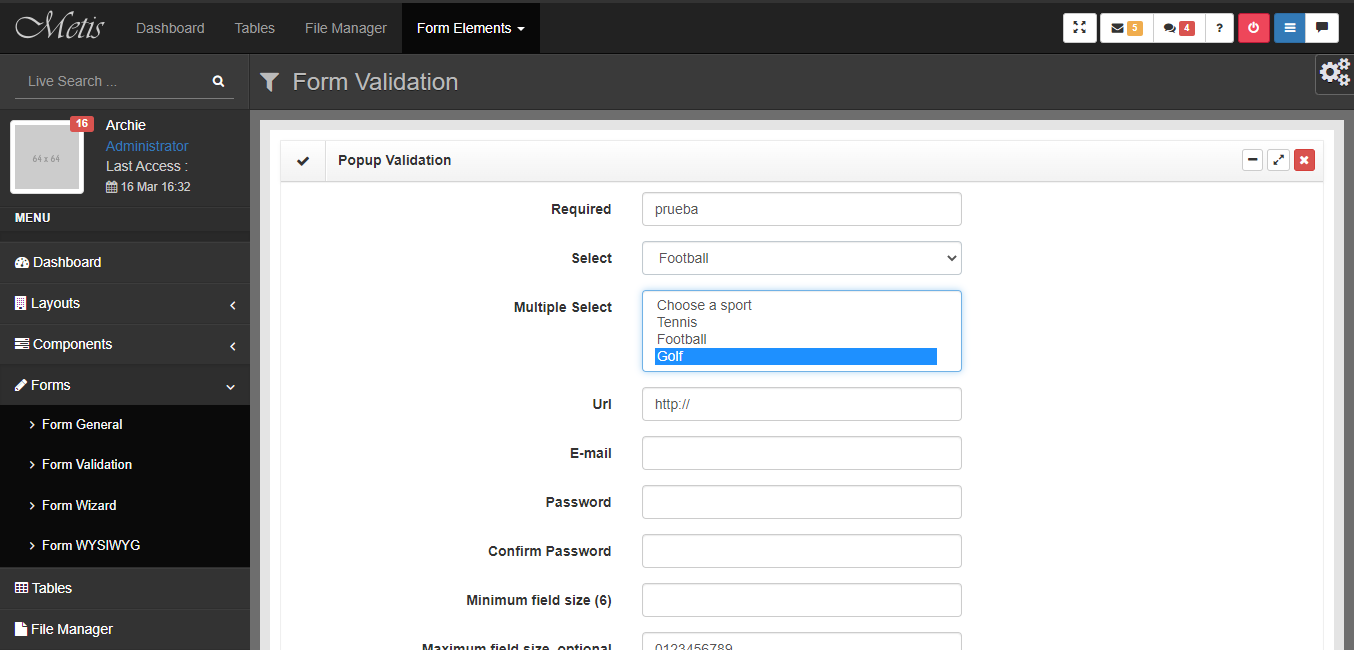 Metis Dashboard Tables File Manager Form Elements 5 4 ?
Live Search ...
Form Validation
16
64 x 64
Archie
Administrator
Last Access :
16 Mar 16:32
MENU
Dashboard
Layouts
Components
Forms
Form General
Form Validation
Form Wizard
Form WYSIWYG
Tables
File Manager
Popup Validation
Required prueba
Select Football
Multiple Select Choose a sport
Tennis
Football
Golf
Url http://
E-mail
Password
Confirm Password
Minimum field size (6)
Maximum field size, optional 0123456789